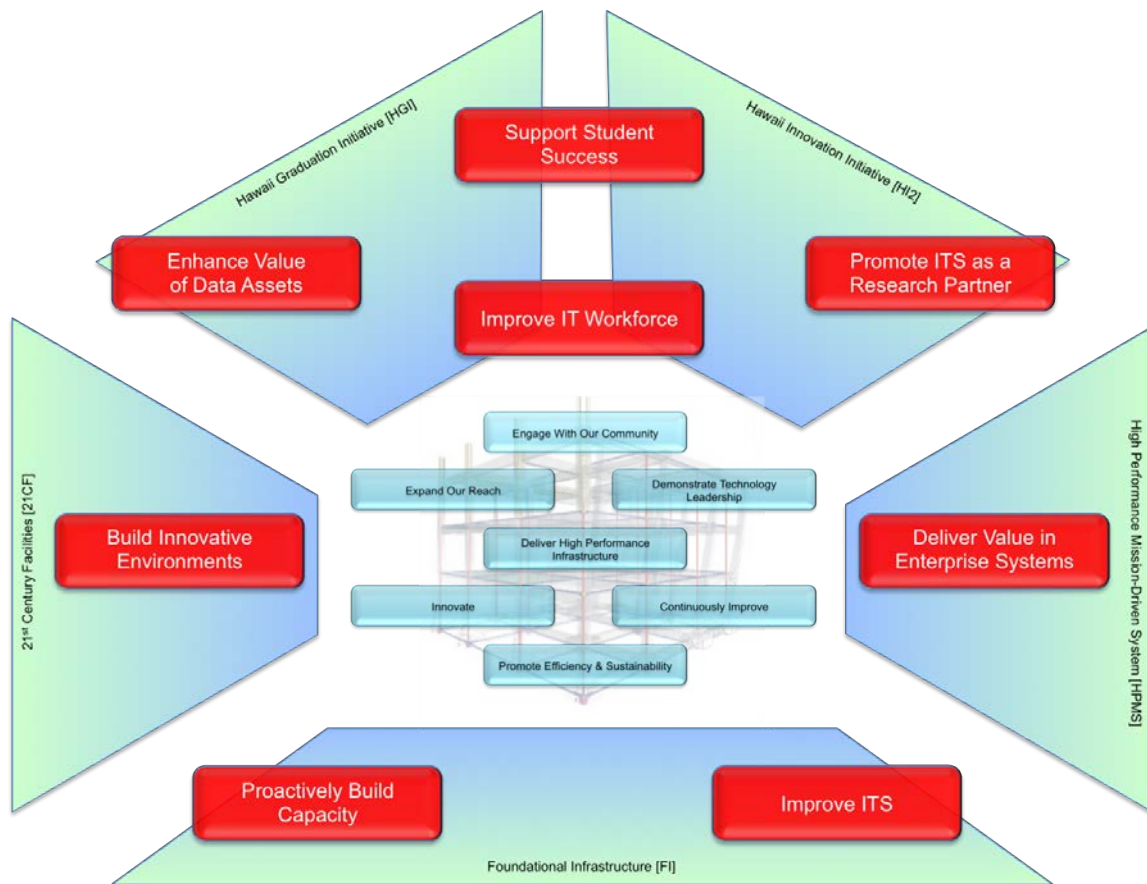 Hawaii Graduation Initiative [HGI]
Hawaii Innovation Initiative [HI2]
Support Student
Success
Enhance Value
of Data Assets
Promote ITS as a
Research Partner
Improve IT Workforce
21st Century Facilities [21CF]
High Performance Mission-Driven System [HPMS]
Engage With Our Community
Expand Our Reach
Demonstrate Technology
Leadership
Build Innovative
Environments
Deliver High Performance
Infrastructure
Deliver Value in
Enterprise Systems
Innovate
Continuously Improve
Promote Efficiency & Sustainability
Proactively Build
Capacity
Improve ITS
Foundational Infrastructure [FI]